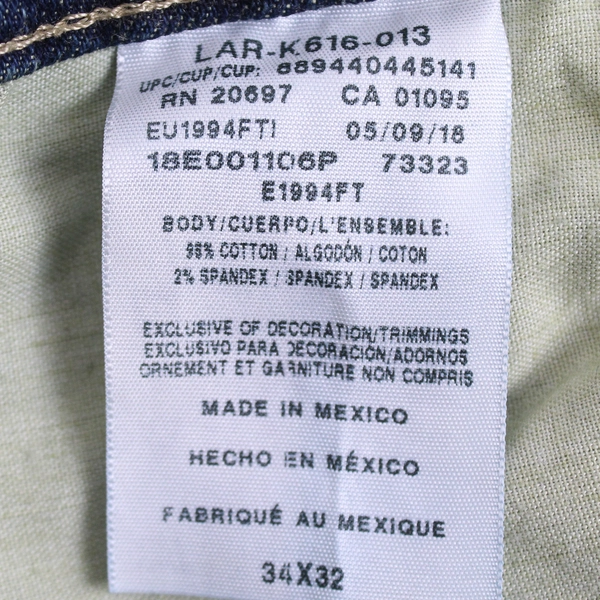 LAR-K616-013
UPC/CUP/CUP: 889440445141
RN 20697 CA 01095
EU1994FTI 05/09/18
18E001106P 73323
E1994FT
BODY/CUERPO/L'ENSEMBLE:
98% COTTON / ALGODÓN / COTON
2% SPANDEX / SPANDEX / SPANDEX
EXCLUSIVE OF DECORATION/TRIMMINGS
EXCLUSIVO PARA DECORACIÓN/ADORNOS
ORNEMENT ET GARNITURE NON COMPRIS
MADE IN MEXICO
HECHO EN MÉXICO
FABRIQUÉ AU MEXIQUE
34X32